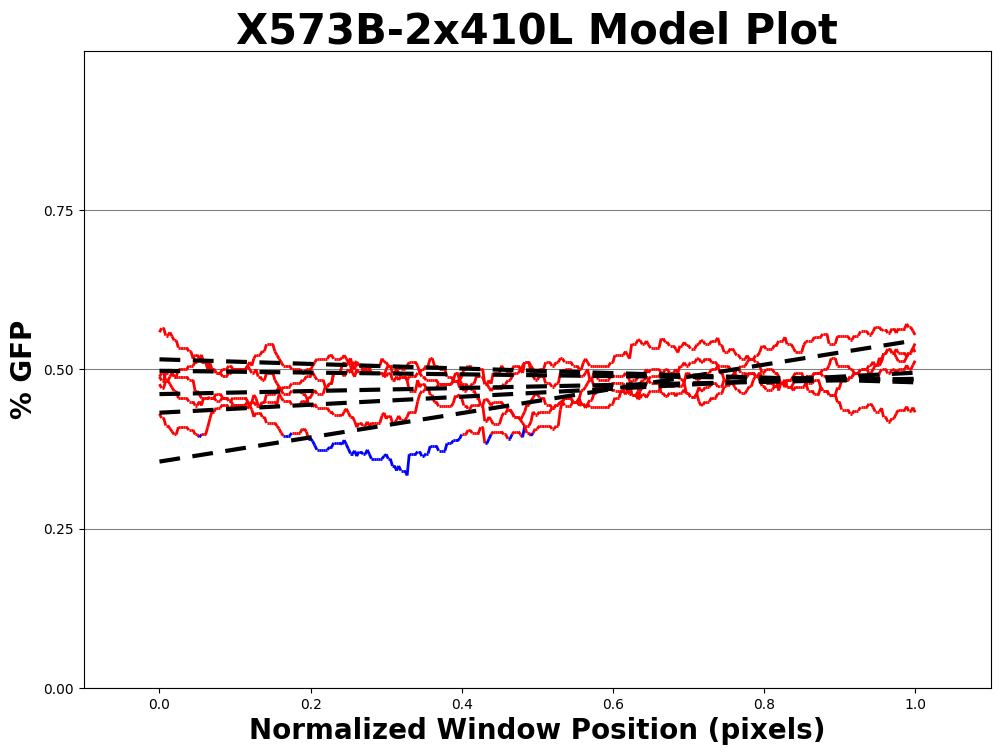 X573B-2x410L Model Plot
% GFP
0.75
0.50
0.25
0.00
0.0 0.2 0.4 0.6 0.8 1.0
Normalized Window Position (pixels)